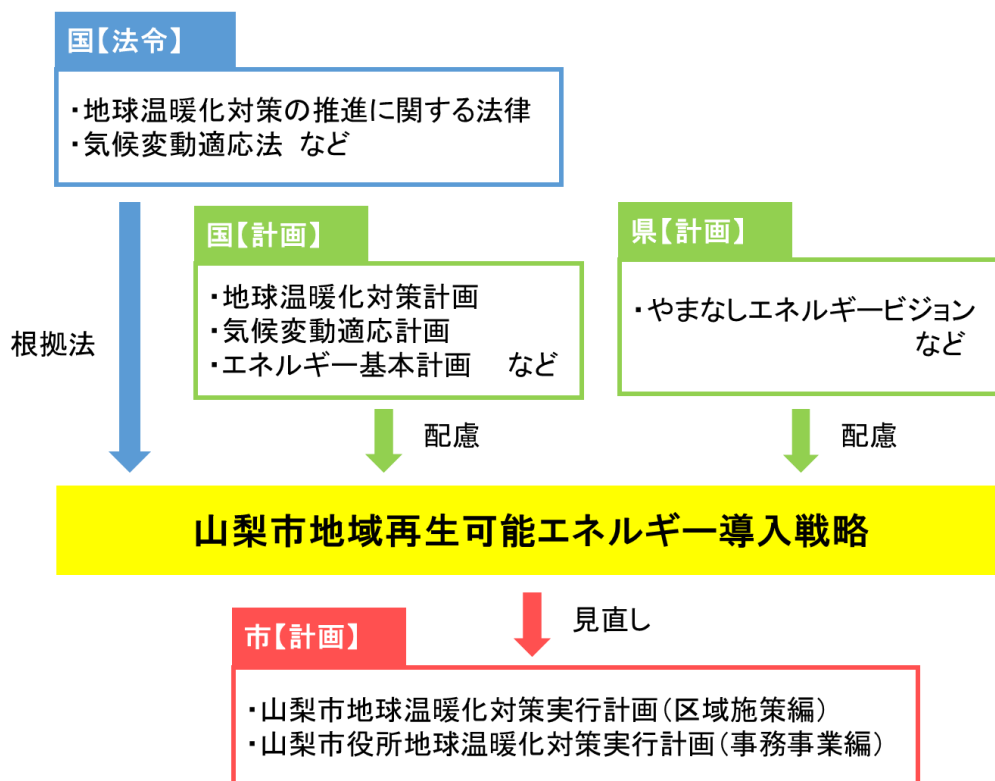 国【法令】
・地球温暖化対策の推進に関する法律
・気候変動適応法 など
国【計画】
・地球温暖化対策計画
・気候変動適応計画
・エネルギー基本計画 など
県【計画】
・やまなしエネルギービジョン
など
根拠法
配慮
配慮
山梨市地域再生可能エネルギー導入戦略
見直し
市【計画】
・山梨市地球温暖化対策実行計画(区域施策編)
・山梨市役所地球温暖化対策実行計画(事務事業編)